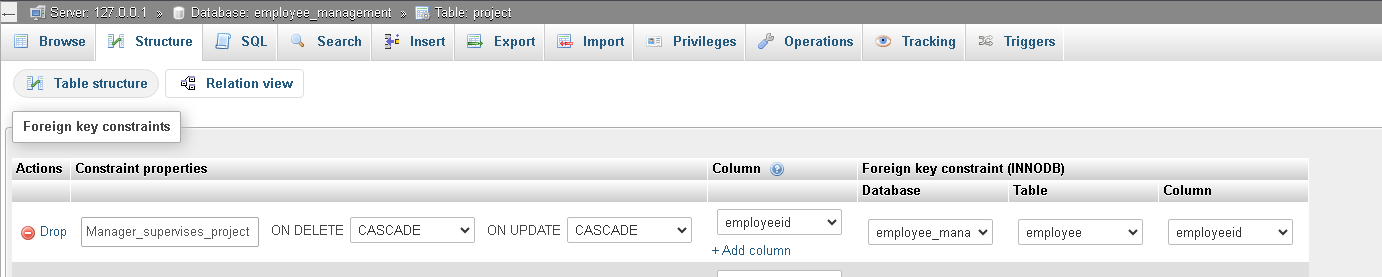 Server: 127.0.0.1 » Database: employee_management » Table: project
Browse Structure SQL Search Insert Export Import Privileges Operations Tracking Triggers
Table structure Relation view
Foreign key constraints
Actions Constraint properties Column Foreign key constraint (INNODB)
Database Table Column
Drop Manager_supervises_project ON DELETE CASCADE ON UPDATE CASCADE employeeid employee_mana employee employeeid
+ Add column